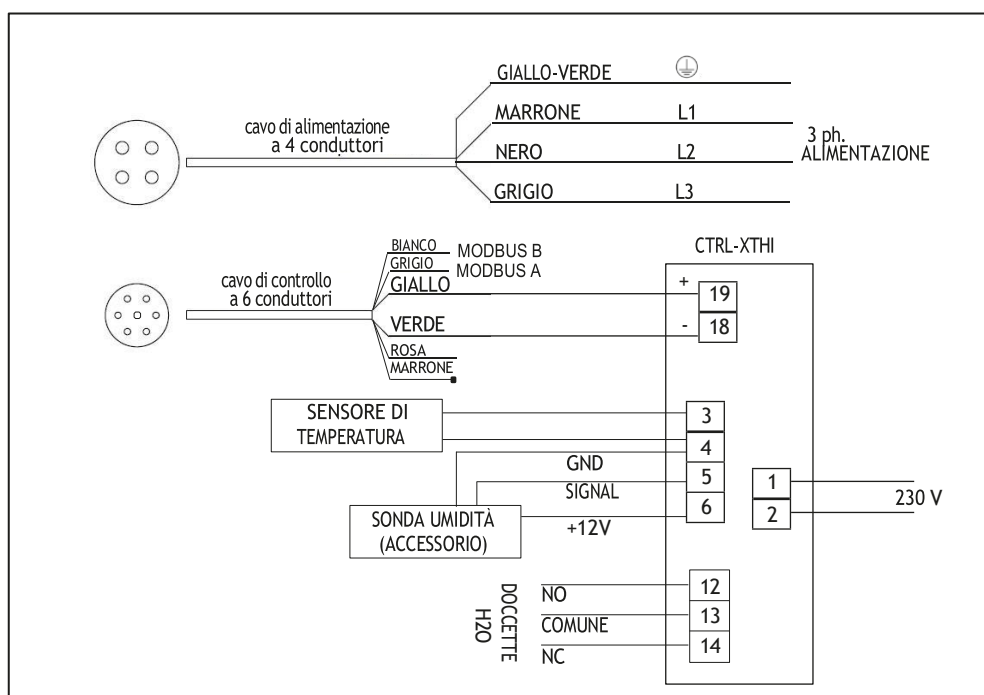 GIALLO-VERDE
MARRONE L1
cavo di alimentazione
a 4 conduttori
NERO L2
3 ph.
ALIMENTAZIONE
GRIGIO L3
CTRL-XTHI
BIANCO MODBUS B
GRIGIO MODBUS A
cavo di controllo
a 6 conduttori
GIALLO
+ 19
VERDE
- 18
ROSA
MARRONE
SENSORE DI
TEMPERATURA
3
4
GND
5
SIGNAL
6
+12V
SONDA UMIDITÀ
(ACCESSORIO)
1
2
230 V
DOCCETTE
H2O
NO 12
COMUNE 13
NC 14